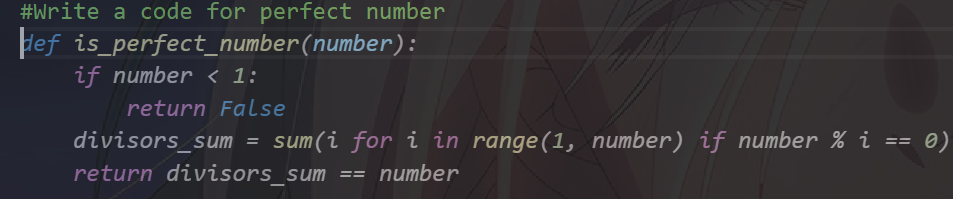 #Write a code for perfect number
def is_perfect_number(number):
    if number < 1:
        return False
    divisors_sum = sum(i for i in range(1, number) if number % i == 0)
    return divisors_sum == number